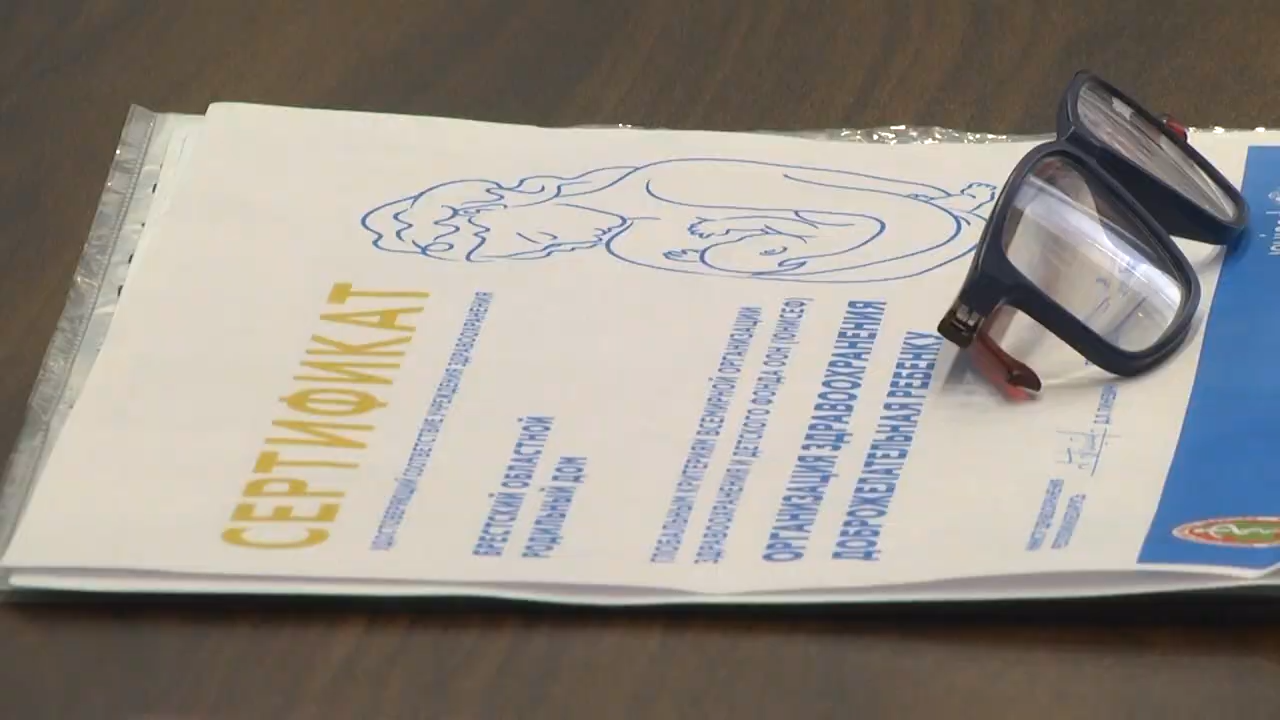 СЕРТИФИКАТ
УДОСТОВЕРЯЮЩИЙ СООТВЕТСТВИЕ УЧРЕЖДЕНИЯ ЗДРАВООХРАНЕНИЯ
БРЕСТСКИЙ ОБЛАСТНОЙ
РОДИЛЬНЫЙ ДОМ
ГЛОБАЛЬНЫМ КРИТЕРИЯМ ВСЕМИРНОЙ ОРГАНИЗАЦИИ
ЗДРАВООХРАНЕНИЯ И ДЕТСКОГО ФОНДА ООН (ЮНИСЕФ)
ОРГАНИЗАЦИЯ ЗДРАВООХРАНЕНИЯ
ДОБРОЖЕЛАТЕЛЬНАЯ РЕБЕНКУ